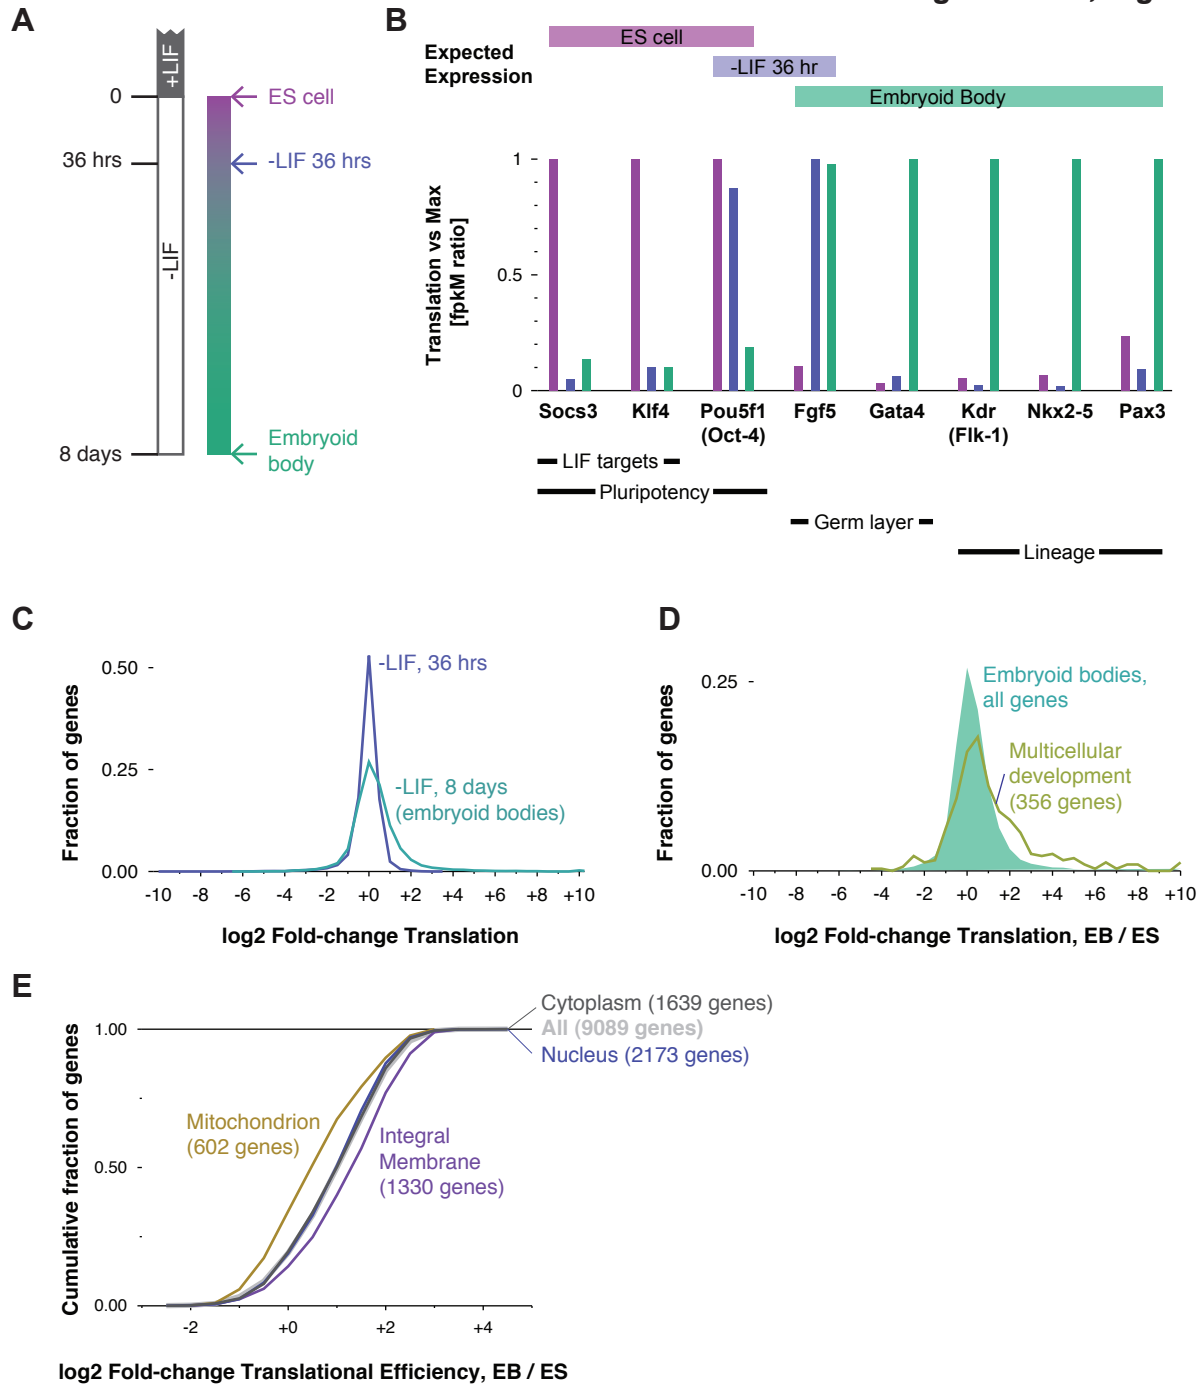 A
+LIF
-LIF
0
36 hrs
8 days
ES cell
-LIF 36 hrs
Embryoid
body
B
Expected
Expression
ES cell
-LIF 36 hr
Embryoid Body
Translation vs Max
[fpkM ratio]
1
0.5
0
Socs3 Klf4 Pou5f1 Fgf5 Gata4 Kdr Nkx2-5 Pax3
(Oct-4) (Flk-1)
LIF targets
Pluripotency
Germ layer
Lineage
C
Fraction of genes
0.50
0.25
0.00
-LIF, 36 hrs
-LIF, 8 days
(embryoid bodies)
-10 -8 -6 -4 -2 +0 +2 +4 +6 +8 +10
log2 Fold-change Translation
D
Fraction of genes
0.25
0.00
Embryoid bodies,
all genes
Multicellular
development
(356 genes)
-10 -8 -6 -4 -2 +0 +2 +4 +6 +8 +10
log2 Fold-change Translation, EB / ES
E
Cumulative fraction of genes
1.00
0.50
0.00
Cytoplasm (1639 genes)
All (9089 genes)
Nucleus (2173 genes)
Mitochondrion
(602 genes)
Integral
Membrane
(1330 genes)
-2 +0 +2 +4
log2 Fold-change Translational Efficiency, EB / ES